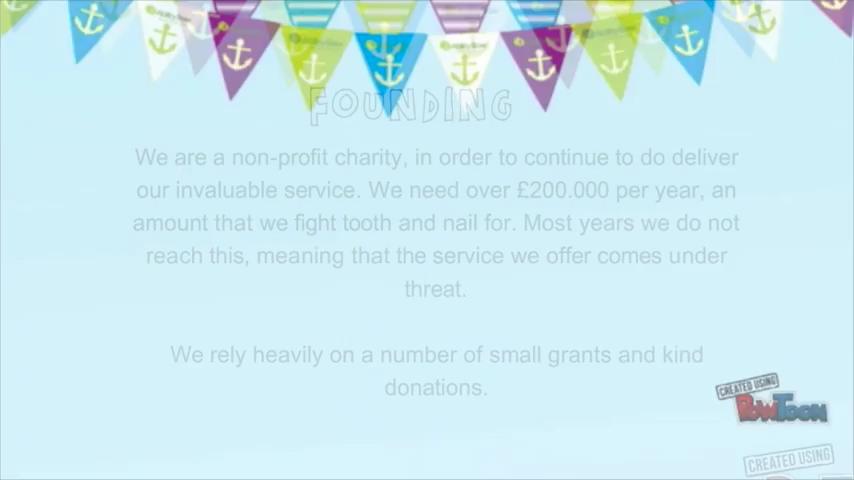 FOUNDING
We are a non-profit charity, in order to continue to do deliver
our invaluable service. We need over £200.000 per year, an
amount that we fight tooth and nail for. Most years we do not
reach this, meaning that the service we offer comes under
threat.
We rely heavily on a number of small grants and kind
donations.
CREATED USING
POWTOON
CREATED USING